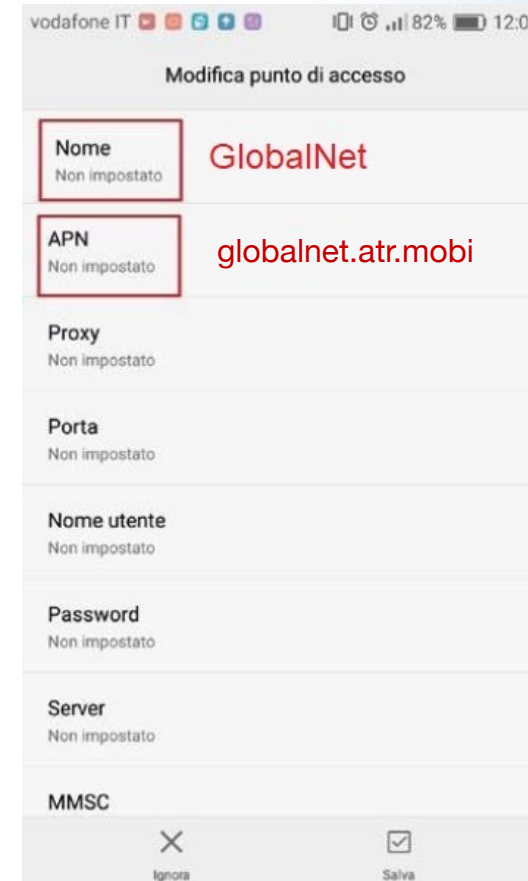 vodafone IT 82% 12:0
Modifica punto di accesso
Nome GlobalNet
Non impostato
APN globalnet.atr.mobi
Non impostato
Proxy
Non impostato
Porta
Non impostato
Nome utente
Non impostato
Password
Non impostato
Server
Non impostato
MMSC
Ignora Salva